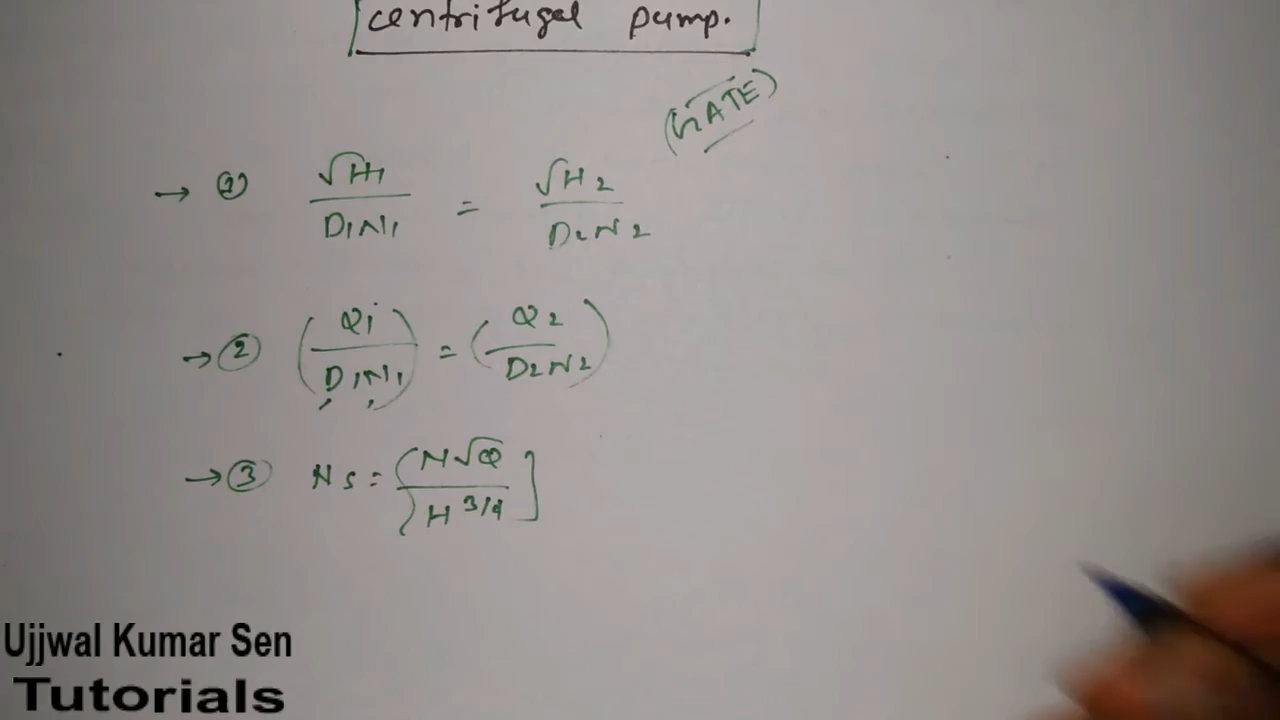 centrifugal pump.
(GATE)
→ ① √H1/D1N1 = √H2/D2N2
→ ② (Q1/D1N1) = (Q2/D2N2)
→ ③ Ns = (N√Q/H^3/4]
Ujjwal Kumar Sen
Tutorials